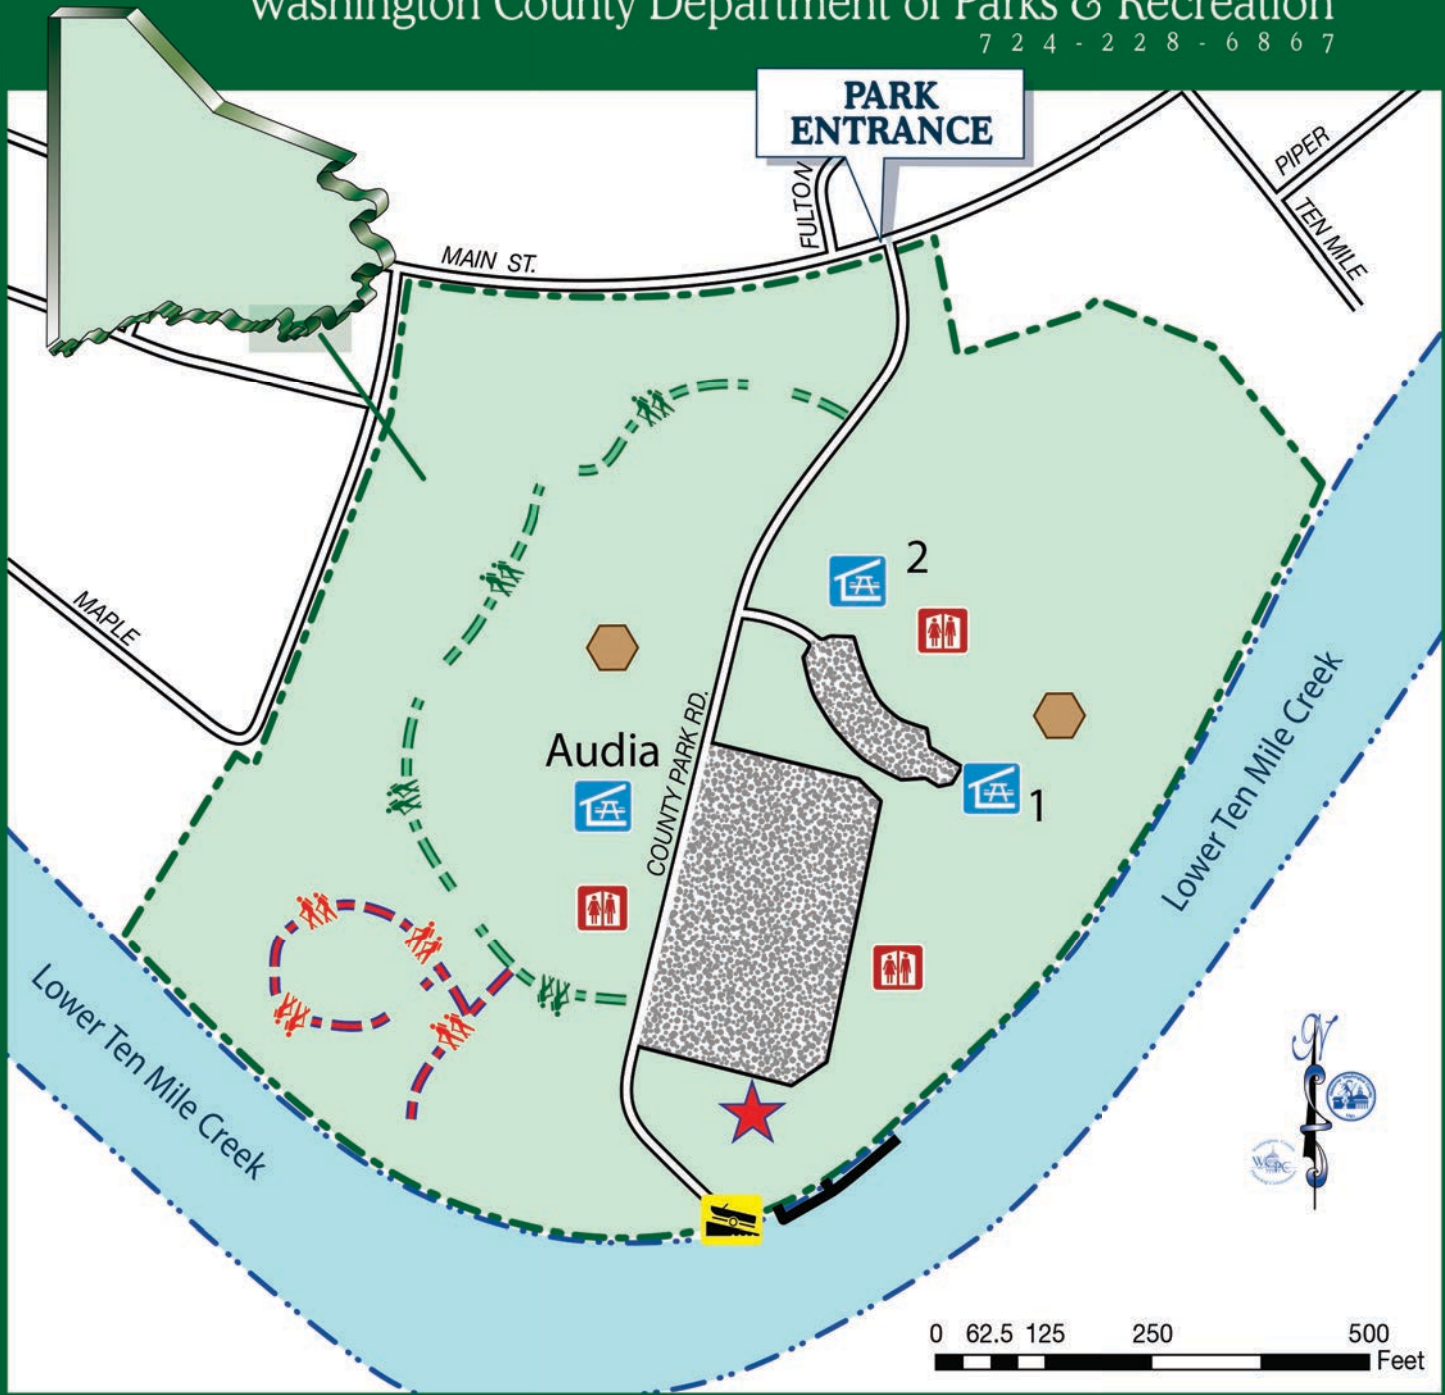 Washington County Department of Parks & Recreation
724-228-6867
PARK
ENTRANCE
FULTON
PIPER
TEN MILE
MAIN ST.
MAPLE
2
Audia
COUNTY PARK RD.
1
Lower Ten Mile Creek
Lower Ten Mile Creek
N
WCPC
0 62.5 125 250 500
Feet